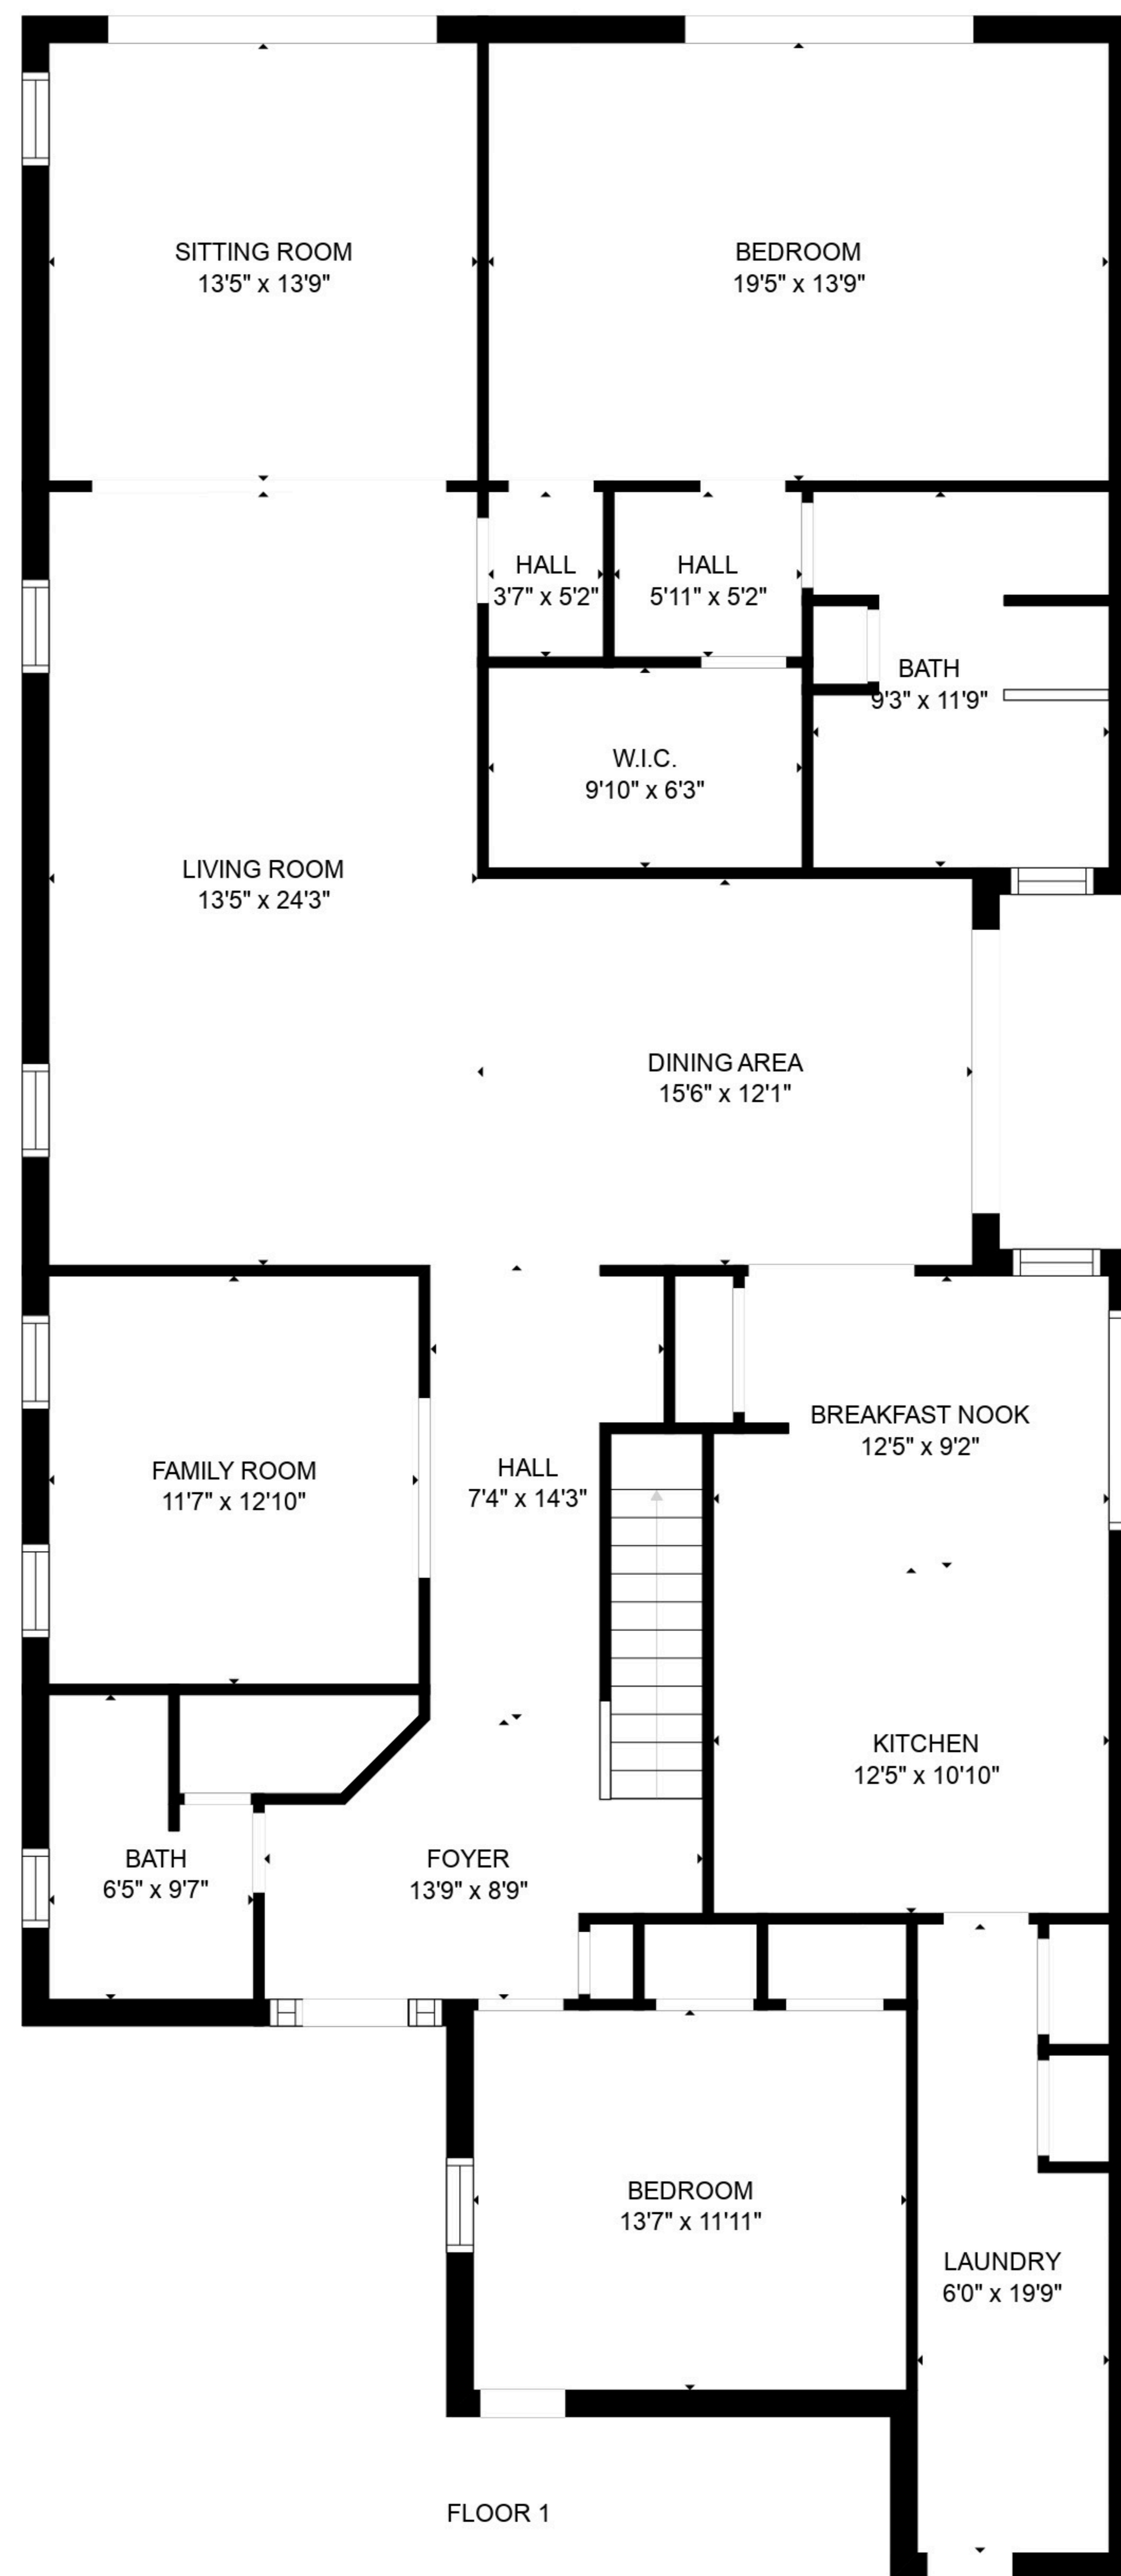 SITTING ROOM
13'5" x 13'9"
BEDROOM
19'5" x 13'9"
HALL
3'7" x 5'2"
HALL
5'11" x 5'2"
BATH
9'3" x 11'9"
W.I.C.
9'10" x 6'3"
LIVING ROOM
13'5" x 24'3"
DINING AREA
15'6" x 12'1"
BREAKFAST NOOK
12'5" x 9'2"
FAMILY ROOM
11'7" x 12'10"
HALL
7'4" x 14'3"
KITCHEN
12'5" x 10'10"
BATH
6'5" x 9'7"
FOYER
13'9" x 8'9"
BEDROOM
13'7" x 11'11"
LAUNDRY
6'0" x 19'9"
FLOOR 1